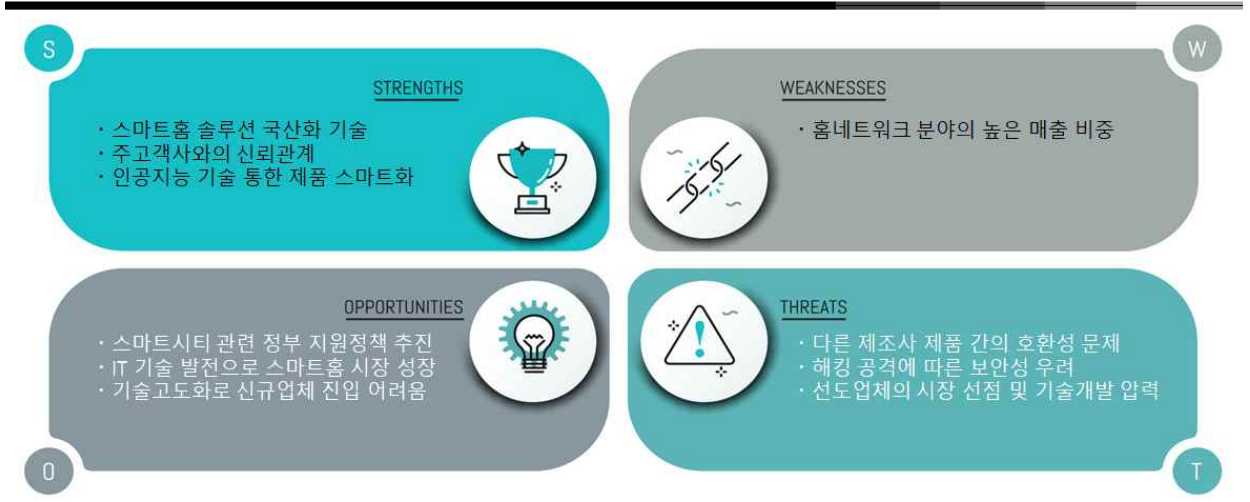 S
STRENGTHS
· 스마트홈 솔루션 국산화 기술
· 주고객사와의 신뢰관계
· 인공지능 기술 통한 제품 스마트화
W
WEAKNESSES
· 홈네트워크 분야의 높은 매출 비중
OPPORTUNITIES
· 스마트시티 관련 정부 지원정책 추진
· IT 기술 발전으로 스마트홈 시장 성장
· 기술고도화로 신규업체 진입 어려움
O
THREATS
· 다른 제조사 제품 간의 호환성 문제
· 해킹 공격에 따른 보안성 우려
· 선도업체의 시장 선점 및 기술개발 압력
T